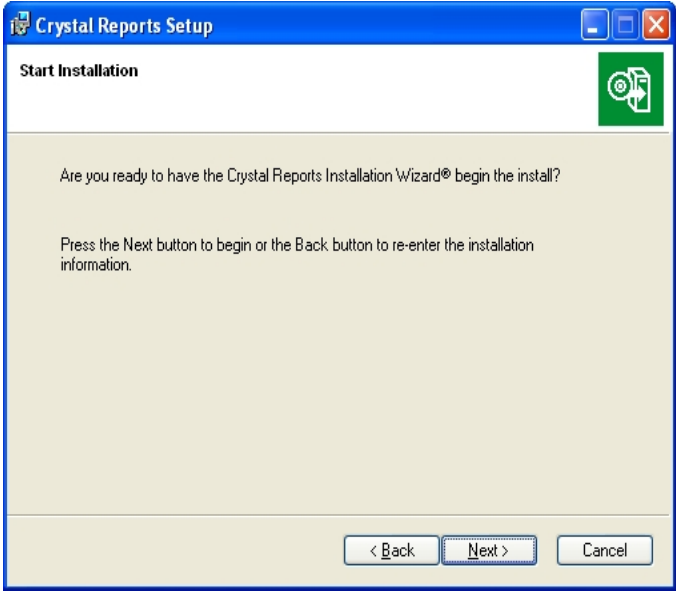 Crystal Reports Setup
Start Installation
Are you ready to have the Crystal Reports Installation Wizard® begin the install?
Press the Next button to begin or the Back button to re-enter the installation
information.
< Back Next > Cancel